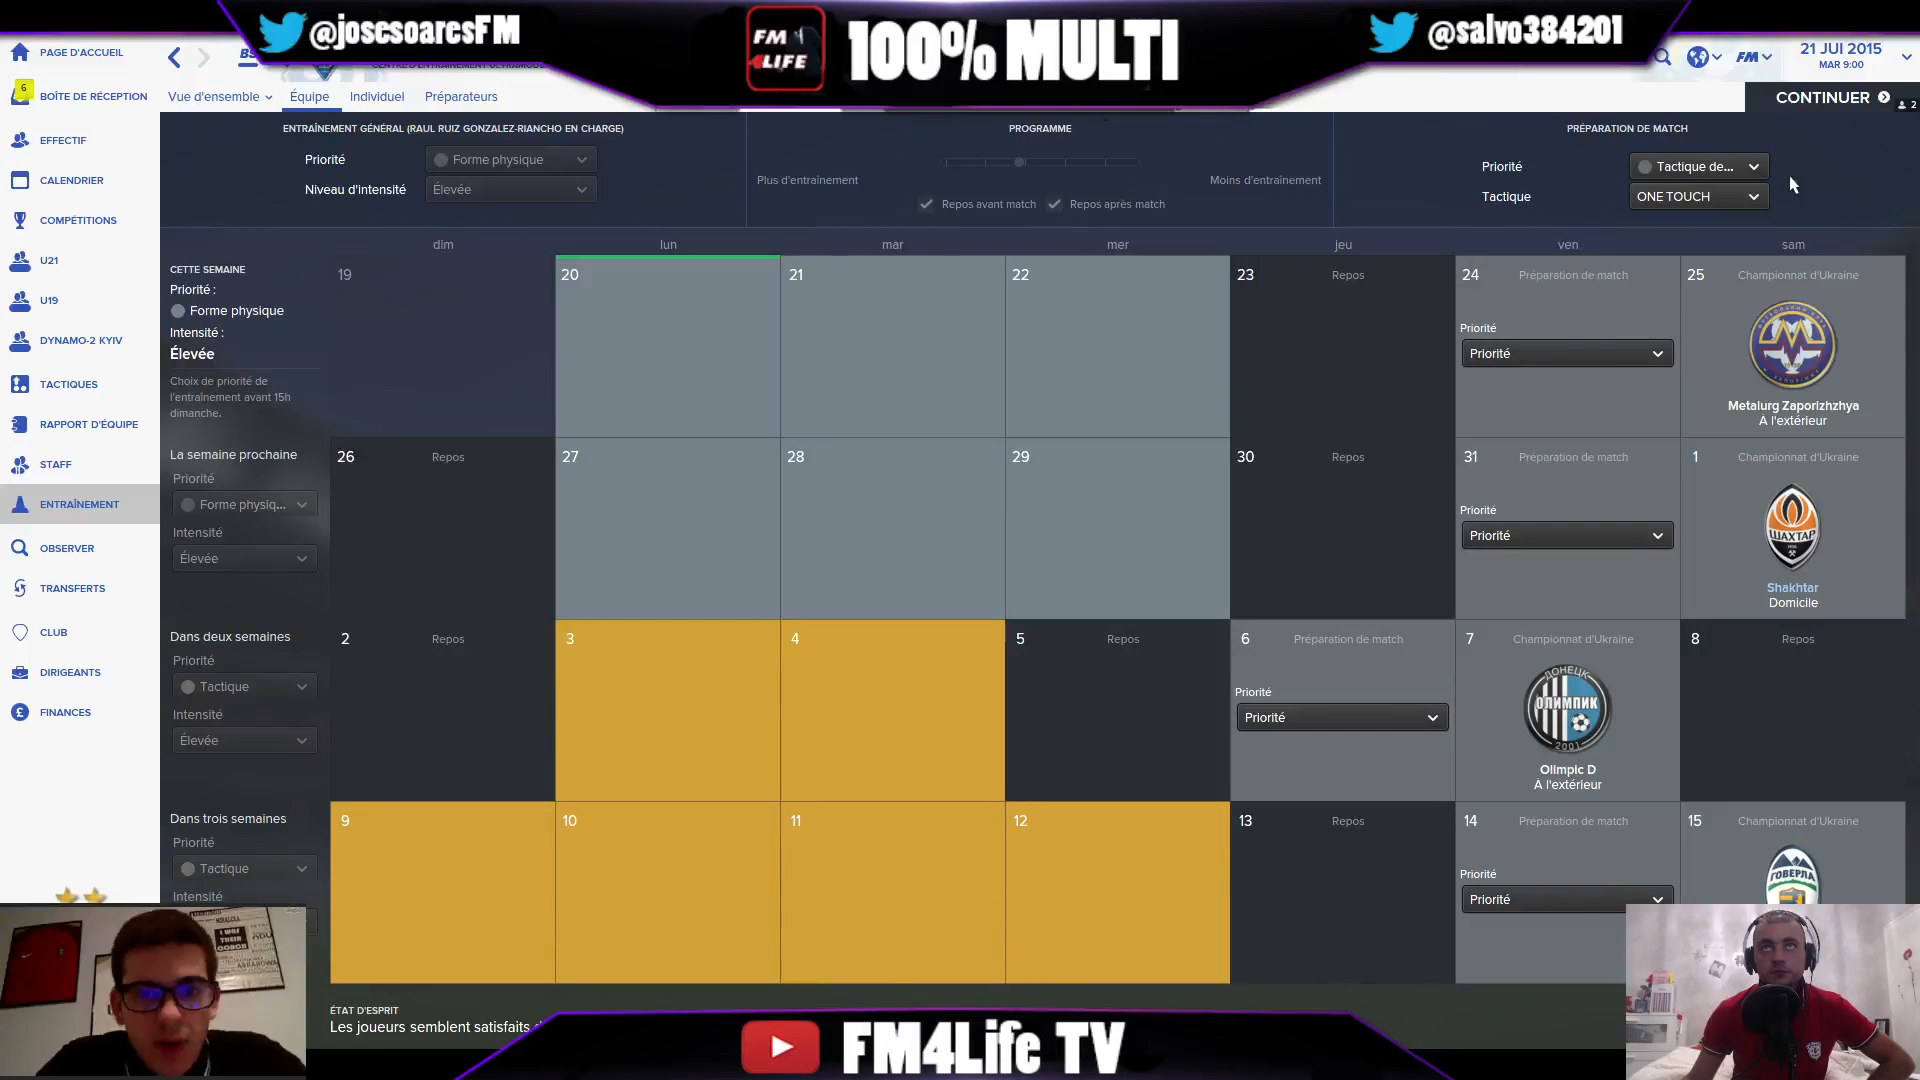 @josesoaresFM
FM
4LIFE
100% MULTI
@salvo384201
PAGE D'ACCUEIL
FM
21 JUI 2015
MAR 9:00
6
BOÎTE DE RÉCEPTION
Vue d'ensemble
Équipe
Individuel
Préparateurs
CONTINUER
2
EFFECTIF
CALENDRIER
COMPÉTITIONS
U21
U19
DYNAMO-2 KYIV
TACTIQUES
RAPPORT D'ÉQUIPE
STAFF
ENTRAÎNEMENT
OBSERVER
TRANSFERTS
CLUB
DIRIGEANTS
FINANCES
ENTRAÎNEMENT GÉNÉRAL (RAUL RUIZ GONZALEZ-RIANCHO EN CHARGE)
Priorité
Forme physique
Niveau d'intensité
Élevée
PROGRAMME
Plus d'entraînement
Moins d'entraînement
Repos avant match
Repos après match
PRÉPARATION DE MATCH
Priorité
Tactique de...
Tactique
ONE TOUCH
dim lun mar mer jeu ven sam
CETTE SEMAINE
Priorité :
Forme physique
Intensité :
Élevée
Choix de priorité de
l'entraînement avant 15h
dimanche.
19
20
21
22
23 Repos
24 Préparation de match
Priorité
Priorité
25 Championnat d'Ukraine
Metalurg Zaporizhzhya
À l'extérieur
La semaine prochaine
Priorité
Forme physiq...
Intensité
Élevée
26 Repos
27
28
29
30 Repos
31 Préparation de match
Priorité
Priorité
1 Championnat d'Ukraine
ШАХТАР
Shakhtar
Domicile
Dans deux semaines
Priorité
Tactique
Intensité
Élevée
2 Repos
3
4
5 Repos
6 Préparation de match
Priorité
Priorité
7 Championnat d'Ukraine
ДОНЕЦК
ОЛИМПИК
2001
Olimpic D
À l'extérieur
8 Repos
Dans trois semaines
Priorité
Tactique
Intensité
9
10
11
12
13 Repos
14 Préparation de match
Priorité
Priorité
15 Championnat d'Ukraine
ГОВЕРЛА
I WAS
THEIR
ÉTAT D'ESPRIT
Les joueurs semblent satisfaits
FM4Life TV